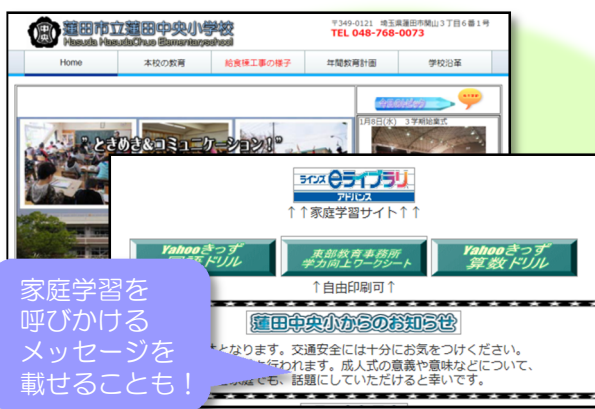 蓮田市立蓮田中央小学校
Hasuda HasudaChuo Elementaryschool
〒349-0121 埼玉県蓮田市関山3丁目6番1号
TEL 048-768-0073
Home 本校の教育 給食棟工事の様子 年間教育計画 学校沿革
1月8日(水) 3学期始業式
"ときめき&コミュニケーション!"
ラインズ eライブラリ
アドバンス
↑↑家庭学習サイト↑↑
Yahooきっず
ドリル
東部教育事務所
学力向上ワークシート
Yahooきっず
算数ドリル
↑自由印刷可↑
蓮田中央小からのお知らせ
となります。交通安全には十分にお気をつけください。
行われます。成人式の意義や意味などについて、
家庭でも、話題にしていただけると幸いです。
家庭学習を
呼びかける
メッセージを
載せることも!